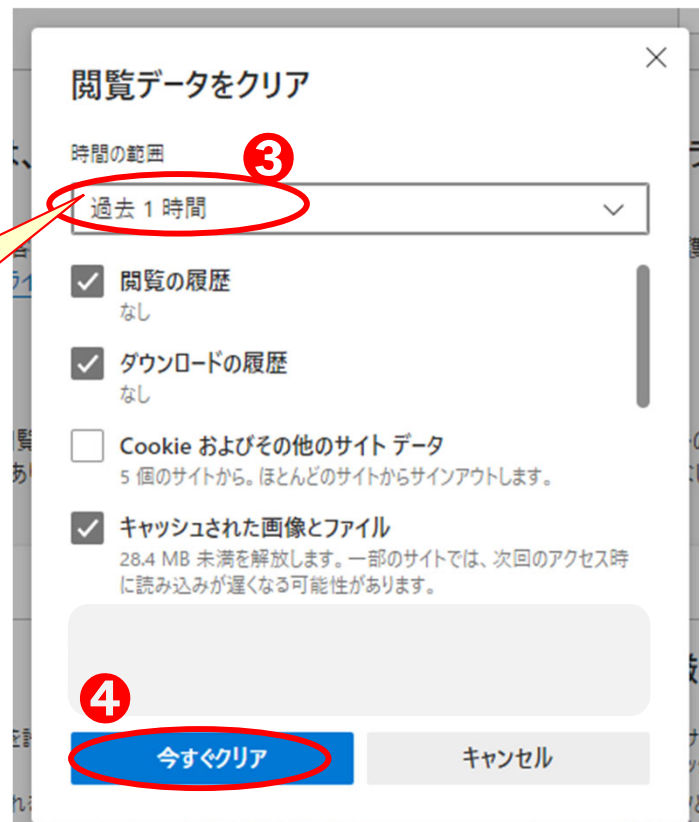 閲覧データをクリア
時間の範囲
❸
過去 1 時間
閲覧の履歴
なし
ダウンロードの履歴
なし
Cookie およびその他のサイト データ
5 個のサイトから。ほとんどのサイトからサインアウトします。
キャッシュされた画像とファイル
28.4 MB 未満を解放します。一部のサイトでは、次回のアクセス時
に読み込みが遅くなる可能性があります。
❹
今すぐクリア
キャンセル